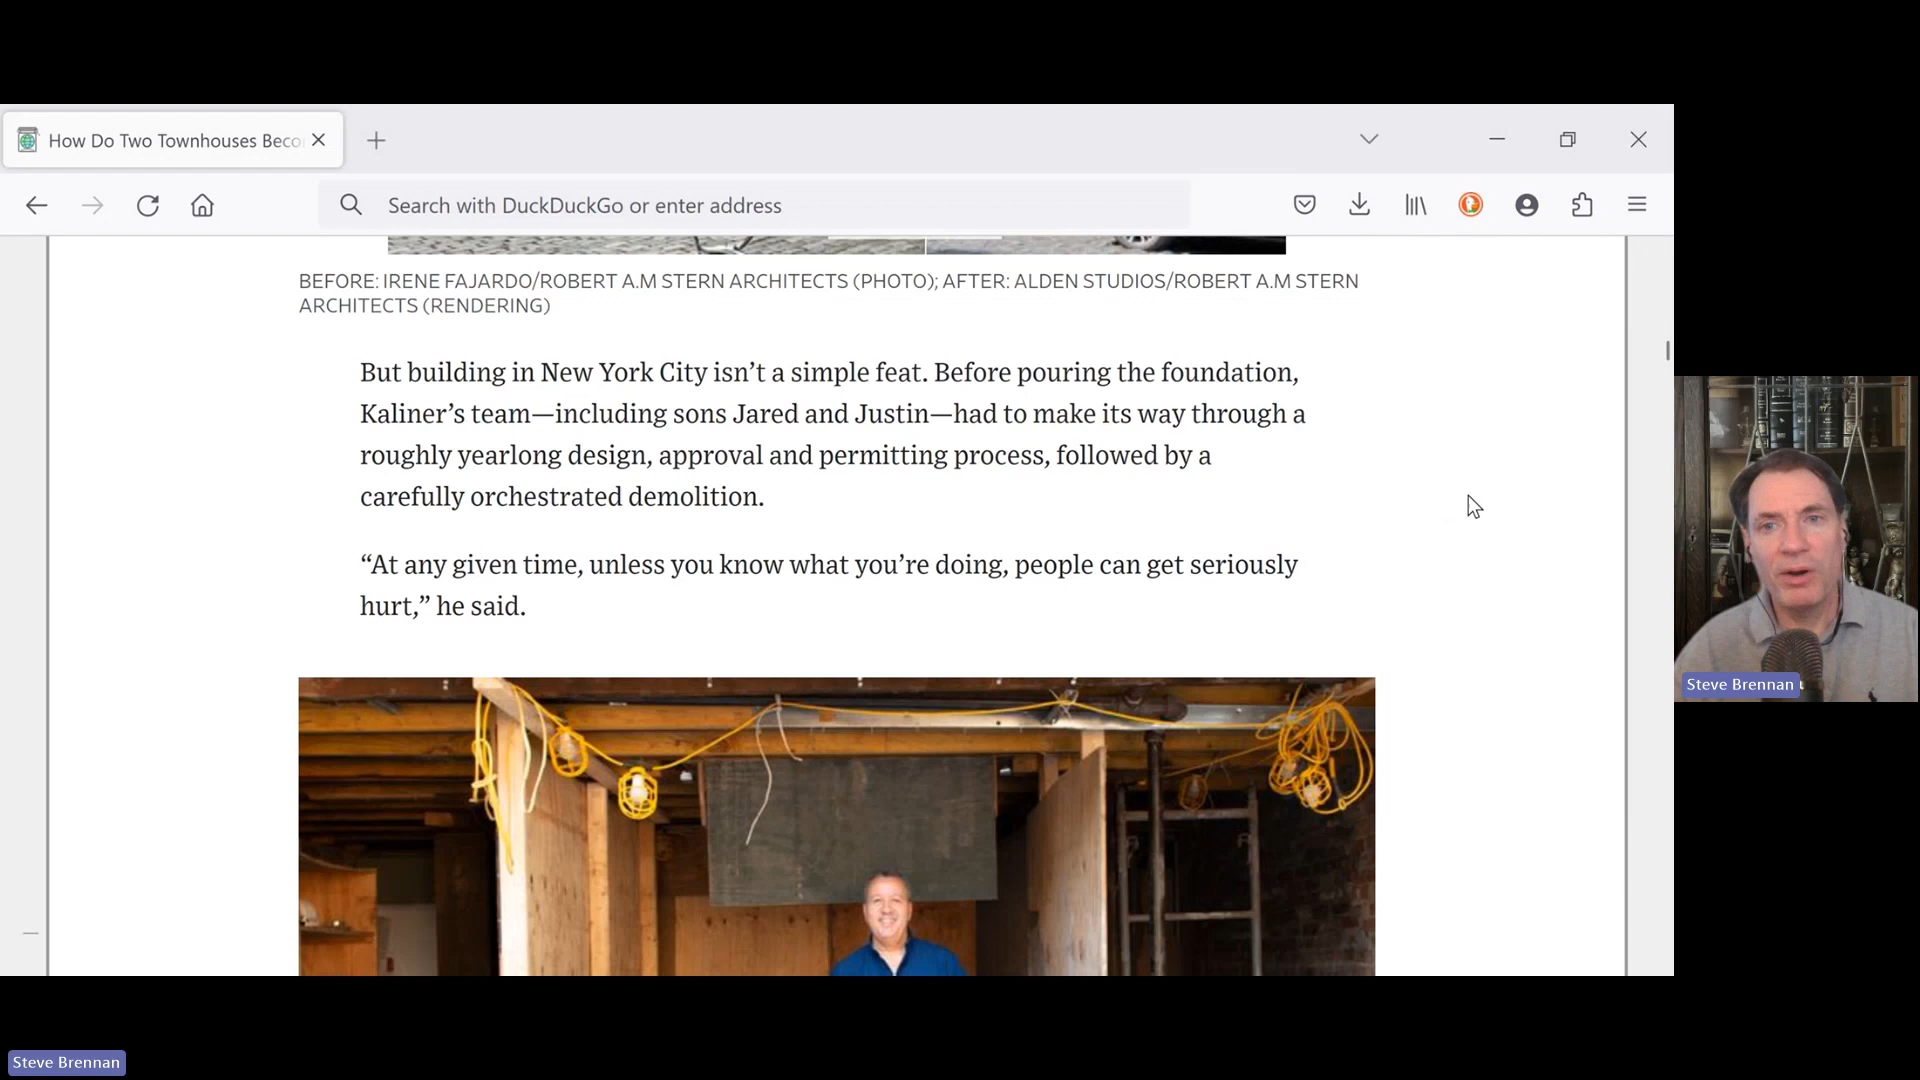 How Do Two Townhouses Beco
Search with DuckDuckGo or enter address
BEFORE: IRENE FAJARDO/ROBERT A.M STERN ARCHITECTS (PHOTO); AFTER: ALDEN STUDIOS/ROBERT A.M STERN
ARCHITECTS (RENDERING)
But building in New York City isn’t a simple feat. Before pouring the foundation,
Kaliner’s team—including sons Jared and Justin—had to make its way through a
roughly yearlong design, approval and permitting process, followed by a
carefully orchestrated demolition.
“At any given time, unless you know what you’re doing, people can get seriously
hurt,” he said.
Steve Brennan
Steve Brennan